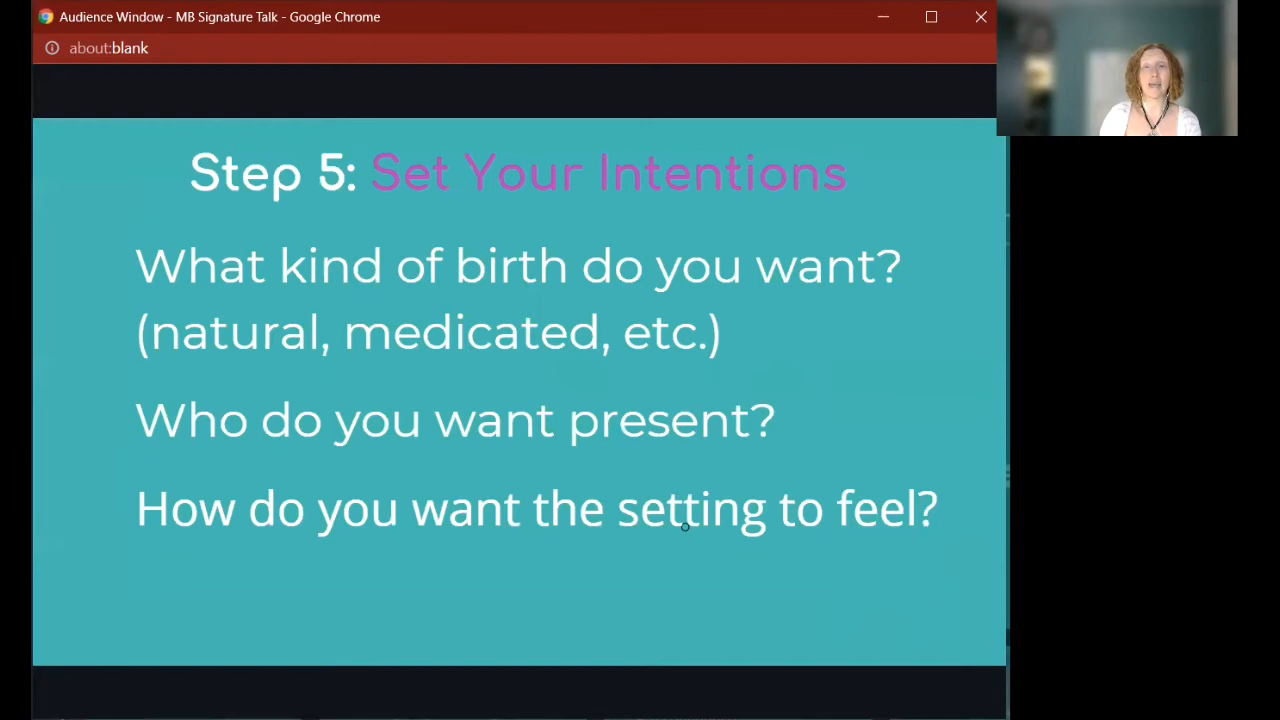 Audience Window - MB Signature Talk - Google Chrome
about:blank
Step 5: Set Your Intentions
What kind of birth do you want?
(natural, medicated, etc.)
Who do you want present?
How do you want the setting to feel?